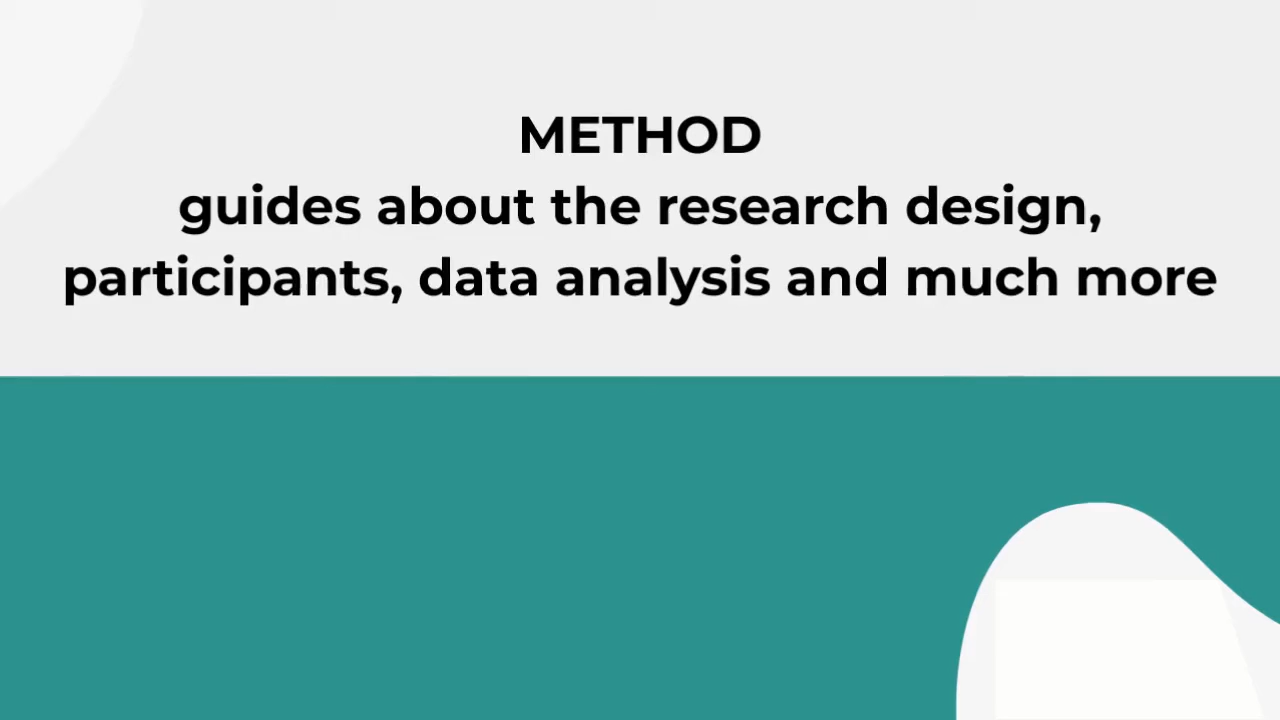 METHOD
guides about the research design,
participants, data analysis and much more